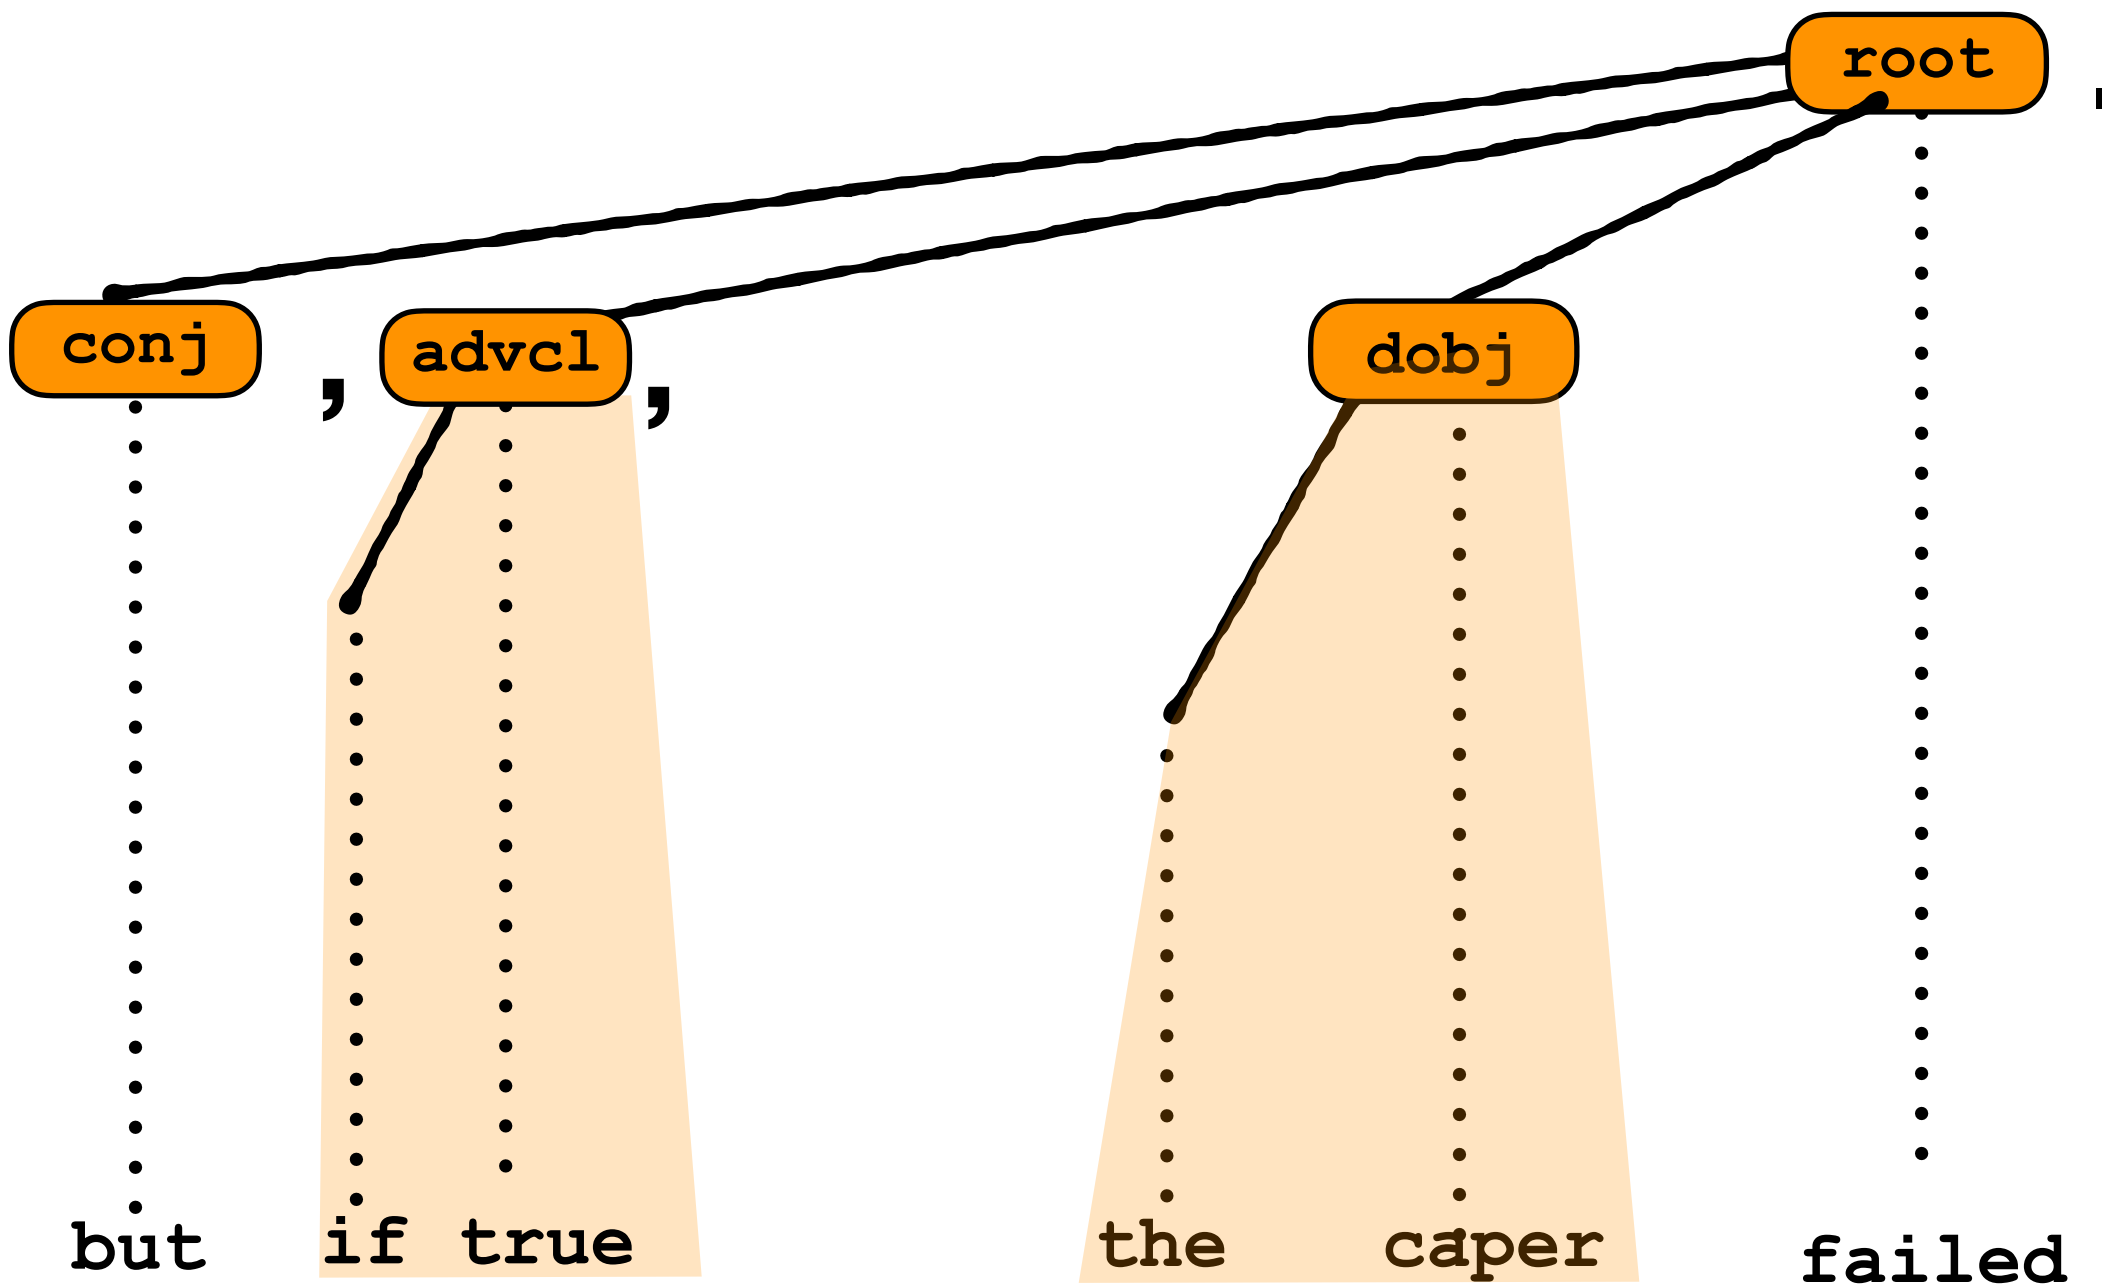 root .
conj , advcl , dobj
but if true the caper failed